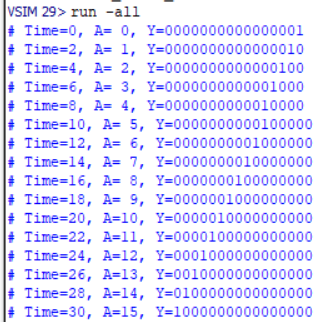 VSIM 29> run -all
# Time=0, A= 0, Y=0000000000000001
# Time=2, A= 1, Y=0000000000000010
# Time=4, A= 2, Y=0000000000000100
# Time=6, A= 3, Y=0000000000001000
# Time=8, A= 4, Y=0000000000010000
# Time=10, A= 5, Y=0000000000100000
# Time=12, A= 6, Y=0000000001000000
# Time=14, A= 7, Y=0000000010000000
# Time=16, A= 8, Y=0000000100000000
# Time=18, A= 9, Y=0000001000000000
# Time=20, A=10, Y=0000010000000000
# Time=22, A=11, Y=0000100000000000
# Time=24, A=12, Y=0001000000000000
# Time=26, A=13, Y=0010000000000000
# Time=28, A=14, Y=0100000000000000
# Time=30, A=15, Y=1000000000000000